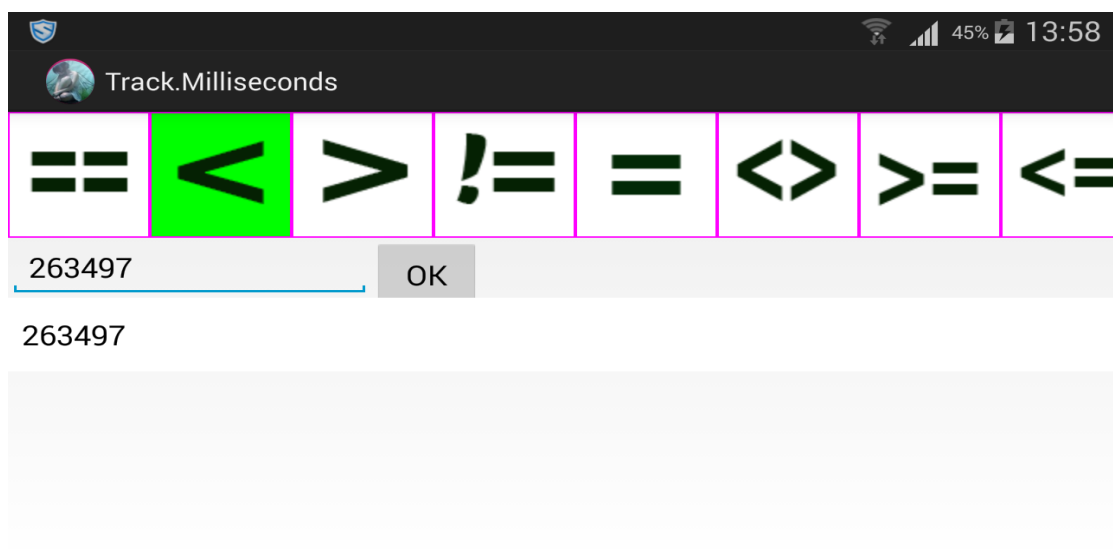 45% 13:58
Track.Milliseconds
== < > != = <> >= <=
263497 OK
263497